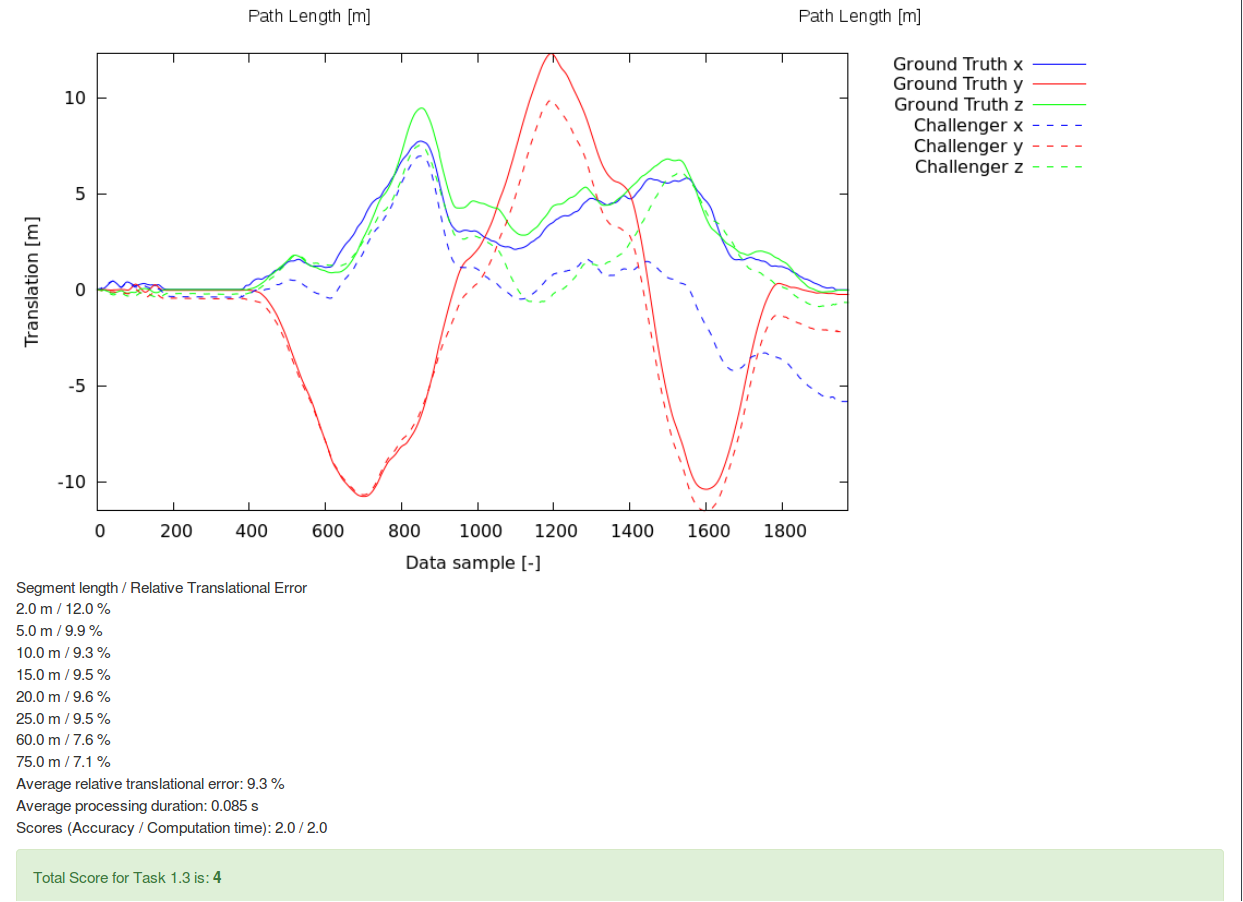 Path Length [m] Path Length [m]
Ground Truth x
Ground Truth y
Ground Truth z
Challenger x
Challenger y
Challenger z
10
5
0
-5
-10
Translation [m]
0 200 400 600 800 1000 1200 1400 1600 1800
Data sample [-]
Segment length / Relative Translational Error
2.0 m / 12.0 %
5.0 m / 9.9 %
10.0 m / 9.3 %
15.0 m / 9.5 %
20.0 m / 9.6 %
25.0 m / 9.5 %
60.0 m / 7.6 %
75.0 m / 7.1 %
Average relative translational error: 9.3 %
Average processing duration: 0.085 s
Scores (Accuracy / Computation time): 2.0 / 2.0
Total Score for Task 1.3 is: 4